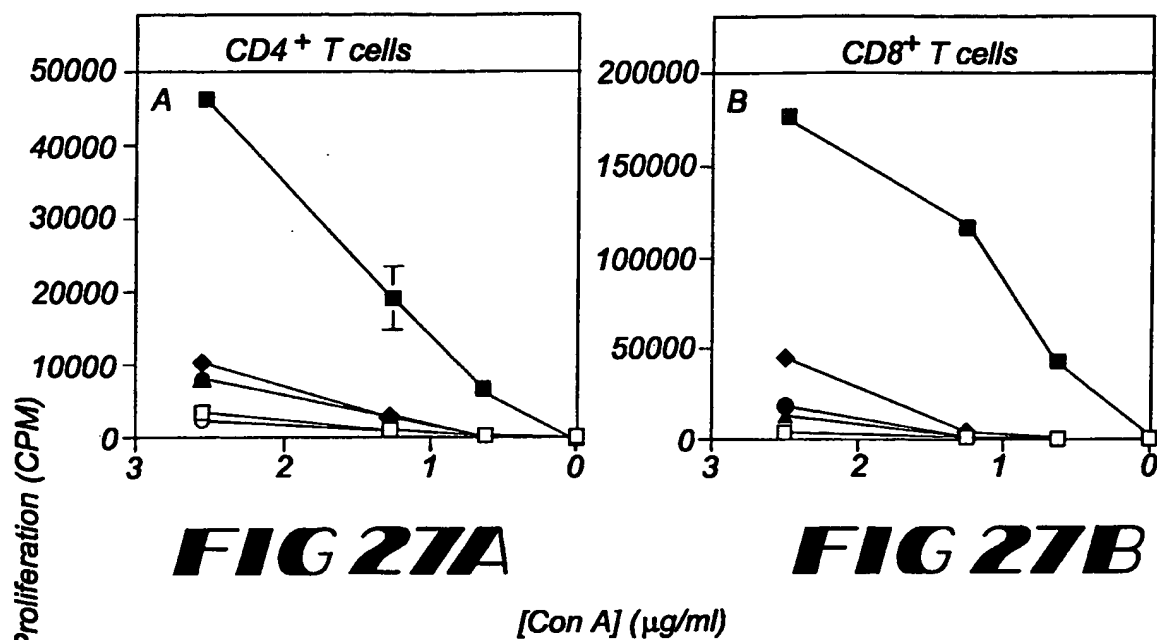 CD4+ T cells
CD8+ T cells
A
B
50000
40000
30000
20000
10000
0
3
2
1
0
200000
150000
100000
50000
0
3
2
1
0
Proliferation (CPM)
FIG 27A
FIG 27B
[Con A] (μg/ml)